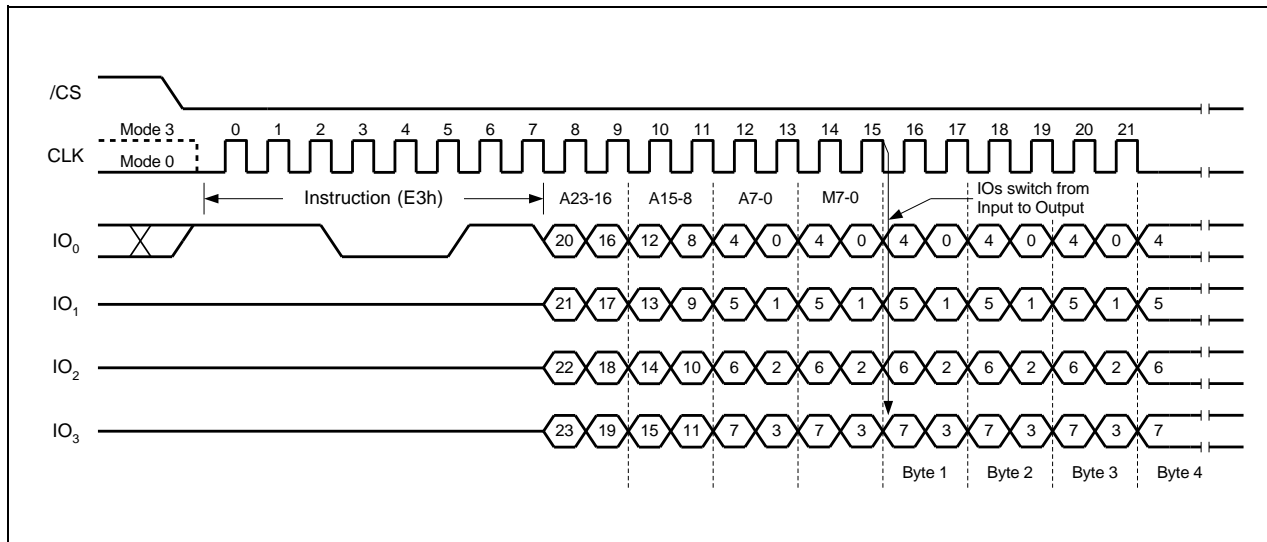 /CS
Mode 3
0 1 2 3 4 5 6 7 8 9 10 11 12 13 14 15 16 17 18 19 20 21
CLK
Mode 0
Instruction (E3h) A23-16 A15-8 A7-0 M7-0 IOs switch from
Input to Output
IO0 20 16 12 8 4 0 4 0 4 0 4 0 4 0 4
IO1 21 17 13 9 5 1 5 1 5 1 5 1 5 1 5
IO2 22 18 14 10 6 2 6 2 6 2 6 2 6 2 6
IO3 23 19 15 11 7 3 7 3 7 3 7 3 7 3 7
Byte 1 Byte 2 Byte 3 Byte 4